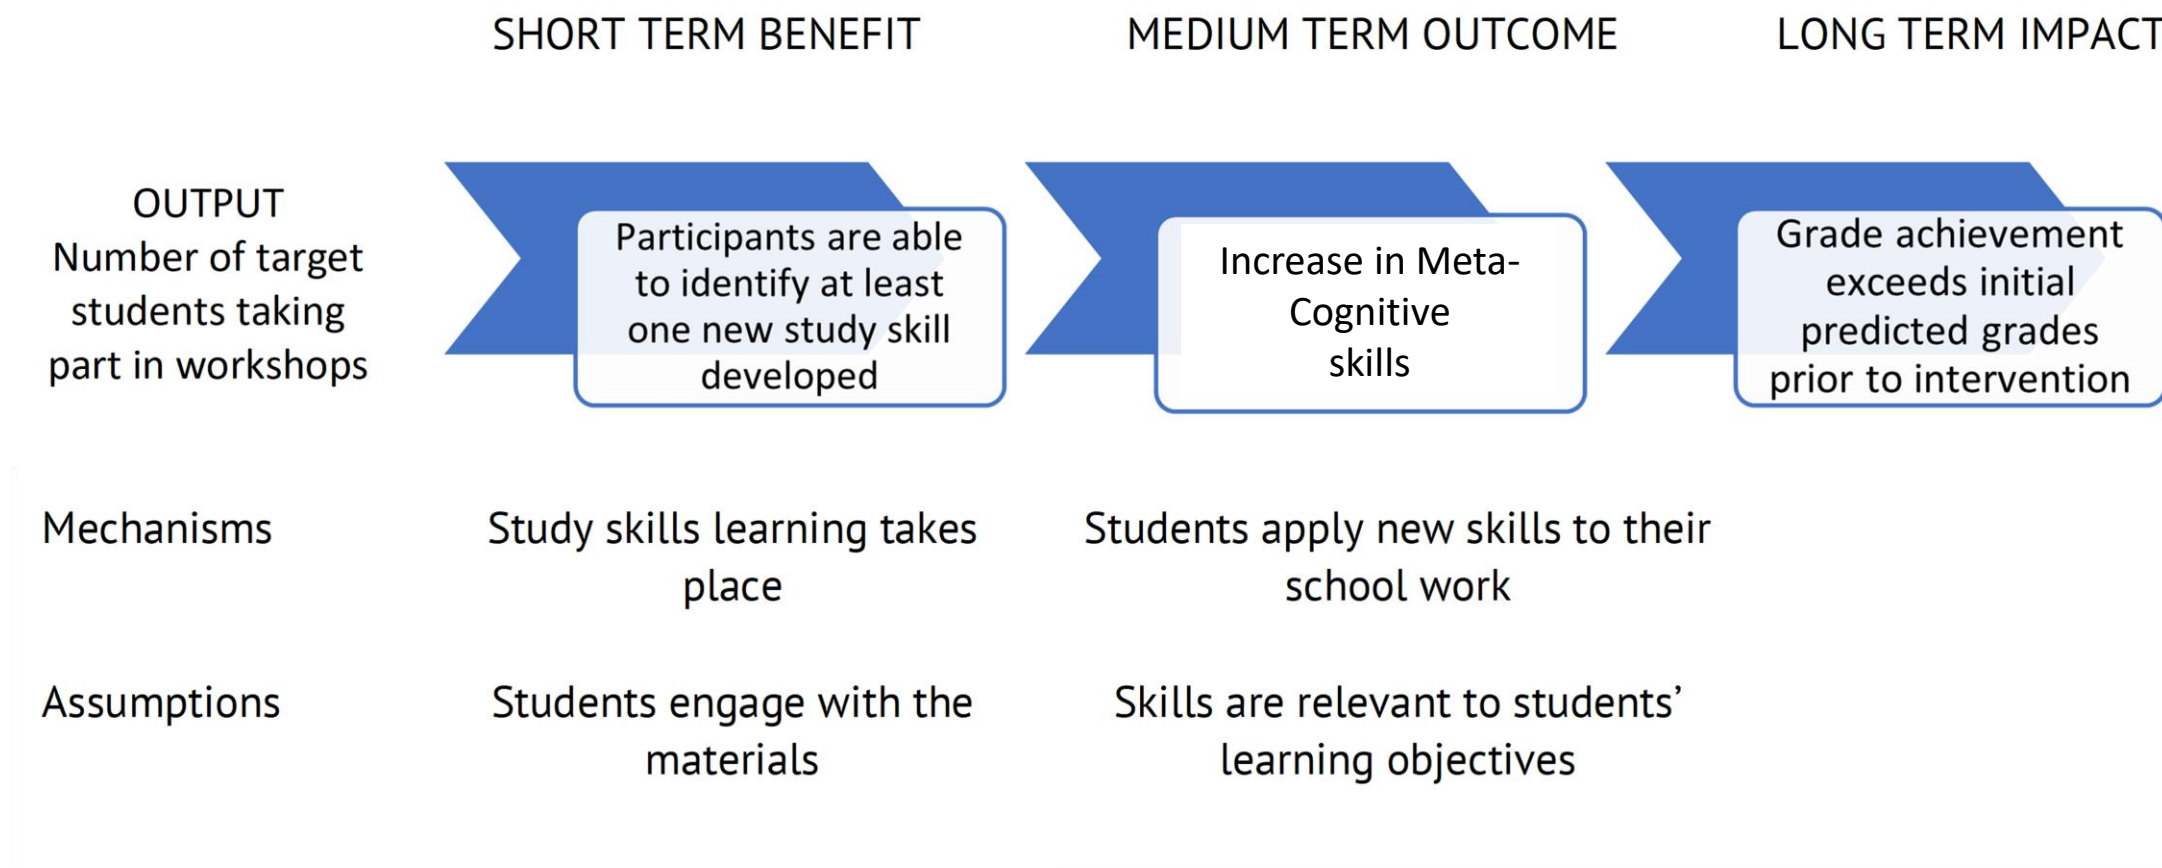 SHORT TERM BENEFIT
MEDIUM TERM OUTCOME
LONG TERM IMPACT
OUTPUT
Number of target
students taking
part in workshops
Participants are able
to identify at least
one new study skill
developed
Increase in Meta-
Cognitive
skills
Grade achievement
exceeds initial
predicted grades
prior to intervention
Mechanisms
Study skills learning takes
place
Students apply new skills to their
school work
Assumptions
Students engage with the
materials
Skills are relevant to students’
learning objectives